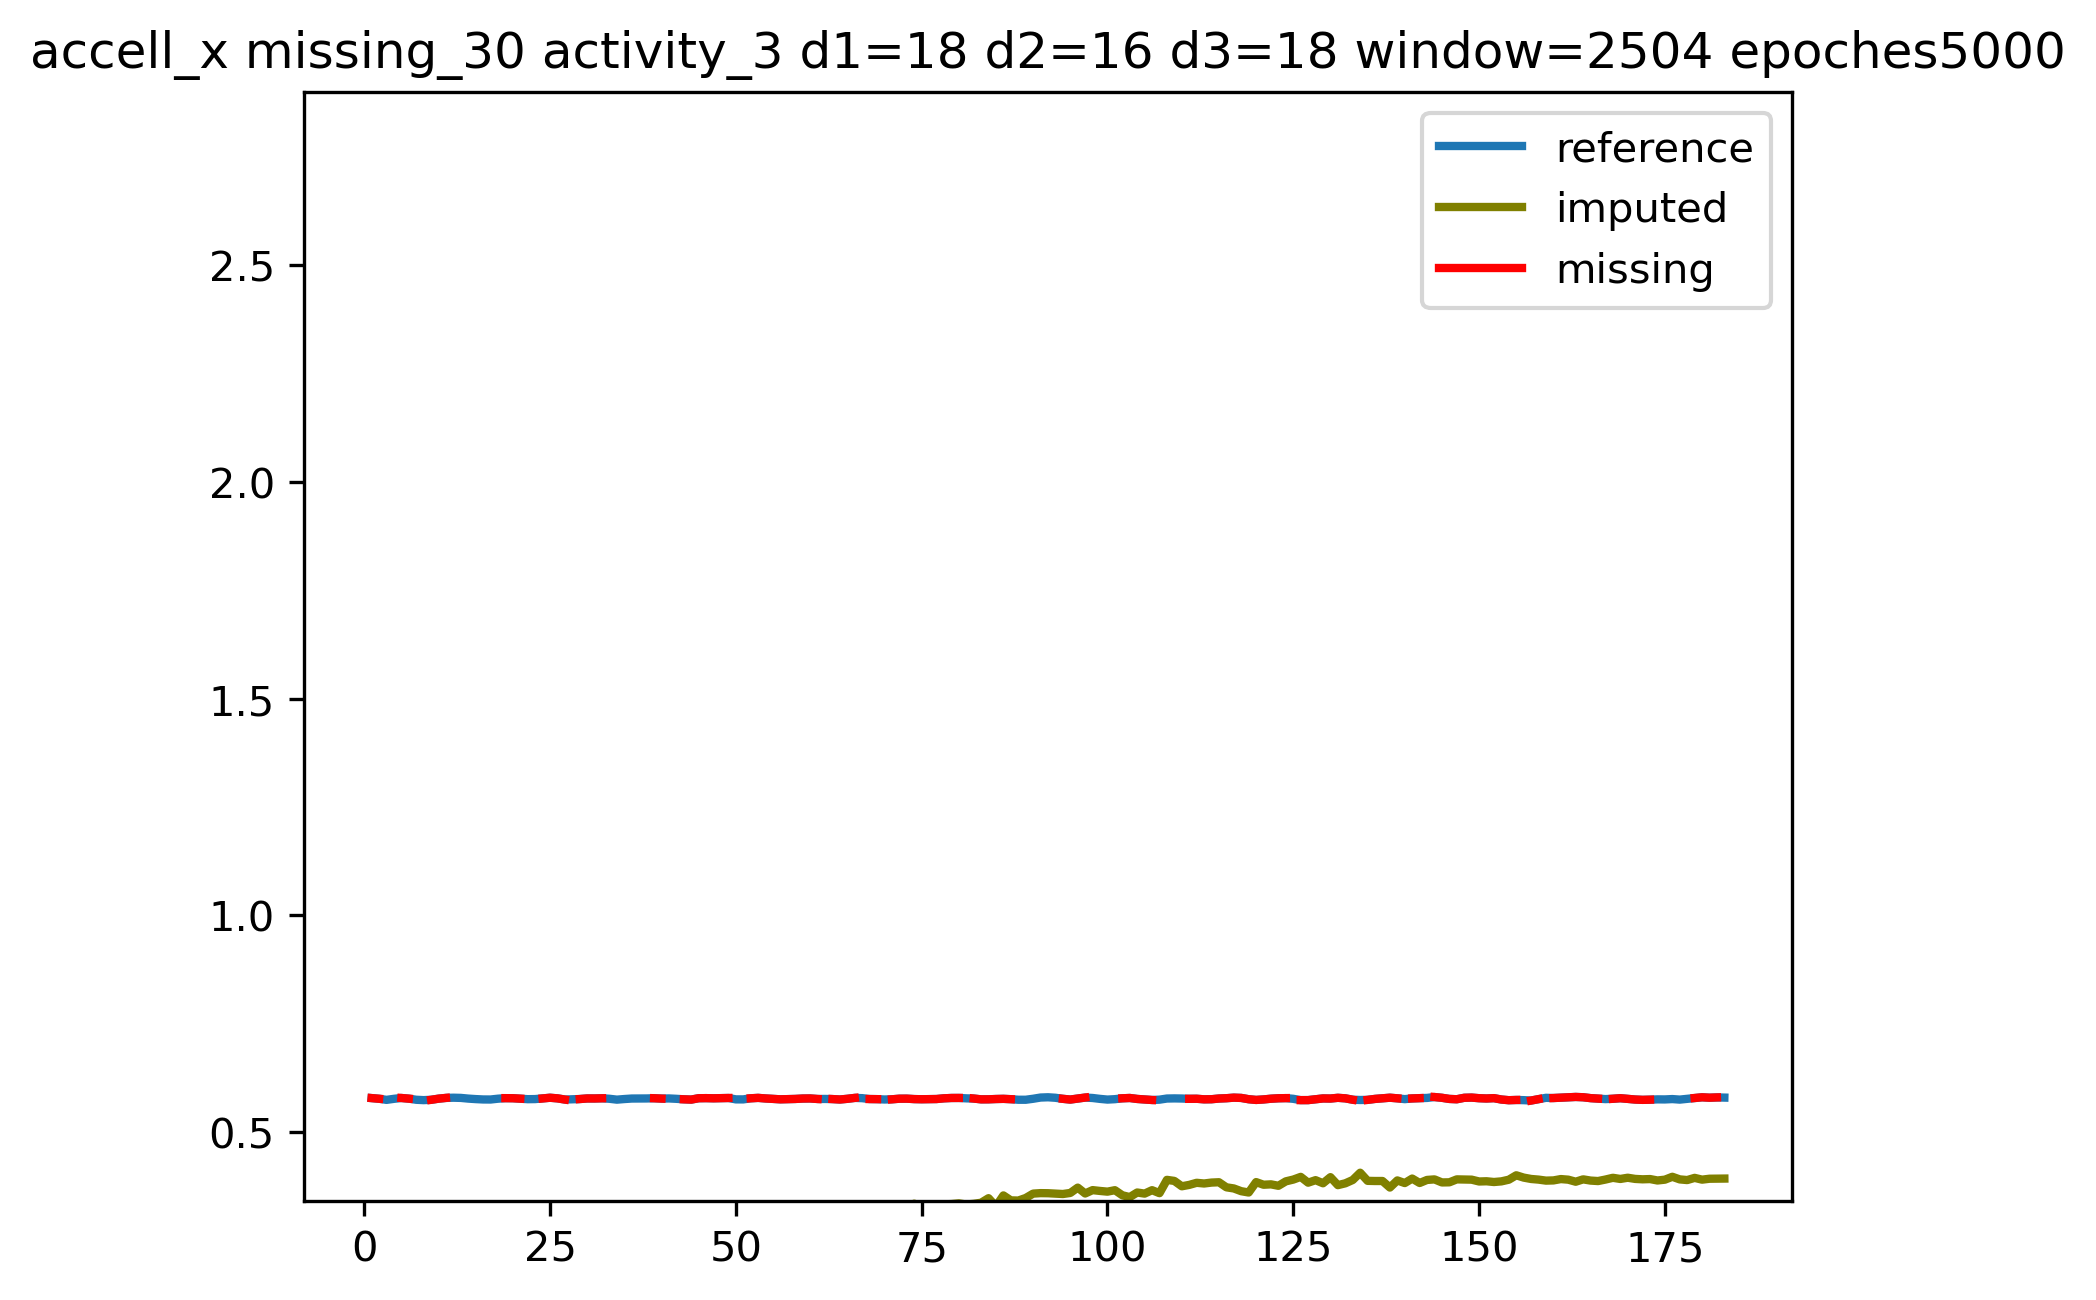 accell_x missing_30 activity_3 d1=18 d2=16 d3=18 window=2504 epoches5000
reference
imputed
missing
2.5
2.0
1.5
1.0
0.5
0 25 50 75 100 125 150 175